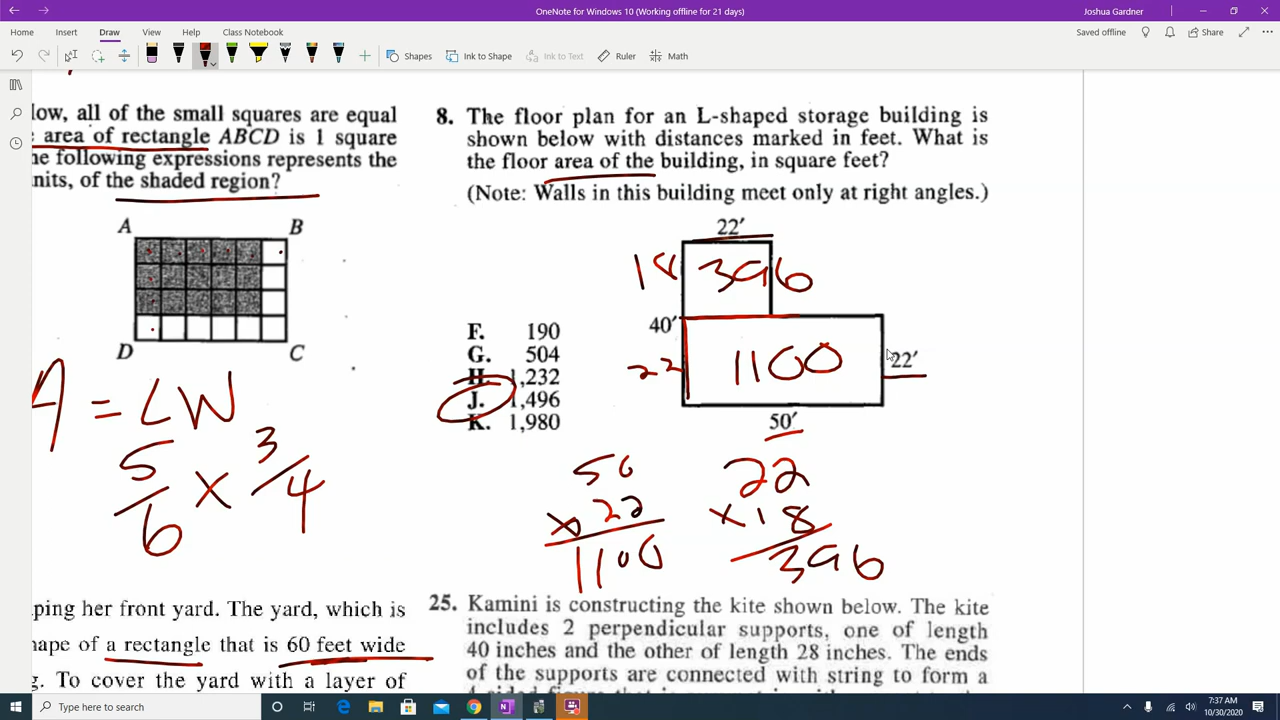 OneNote for Windows 10 (Working offline for 21 days)
Joshua Gardner
Home Insert Draw View Help Class Notebook
Saved offline
Share
Shapes
Ink to Shape
Ink to Text
Ruler
Math
low, all of the small squares are equal
area of rectangle ABCD is 1 square
he following expressions represents the
nits, of the shaded region?
A B
D C
A = LW
5/6 x 3/4
ping her front yard. The yard, which is
hape of a rectangle that is 60 feet wide
g. To cover the yard with a layer of
8. The floor plan for an L-shaped storage building is
shown below with distances marked in feet. What is
the floor area of the building, in square feet?
(Note: Walls in this building meet only at right angles.)
22′
18 396
40′
22 1100 22′
50′
F. 190
G. 504
H. 1,232
J. 1,496
K. 1,980
50
x 22
1100
22
x 18
396
25. Kamini is constructing the kite shown below. The kite
includes 2 perpendicular supports, one of length
40 inches and the other of length 28 inches. The ends
of the supports are connected with string to form a
Type here to search
7:37 AM
10/30/2020